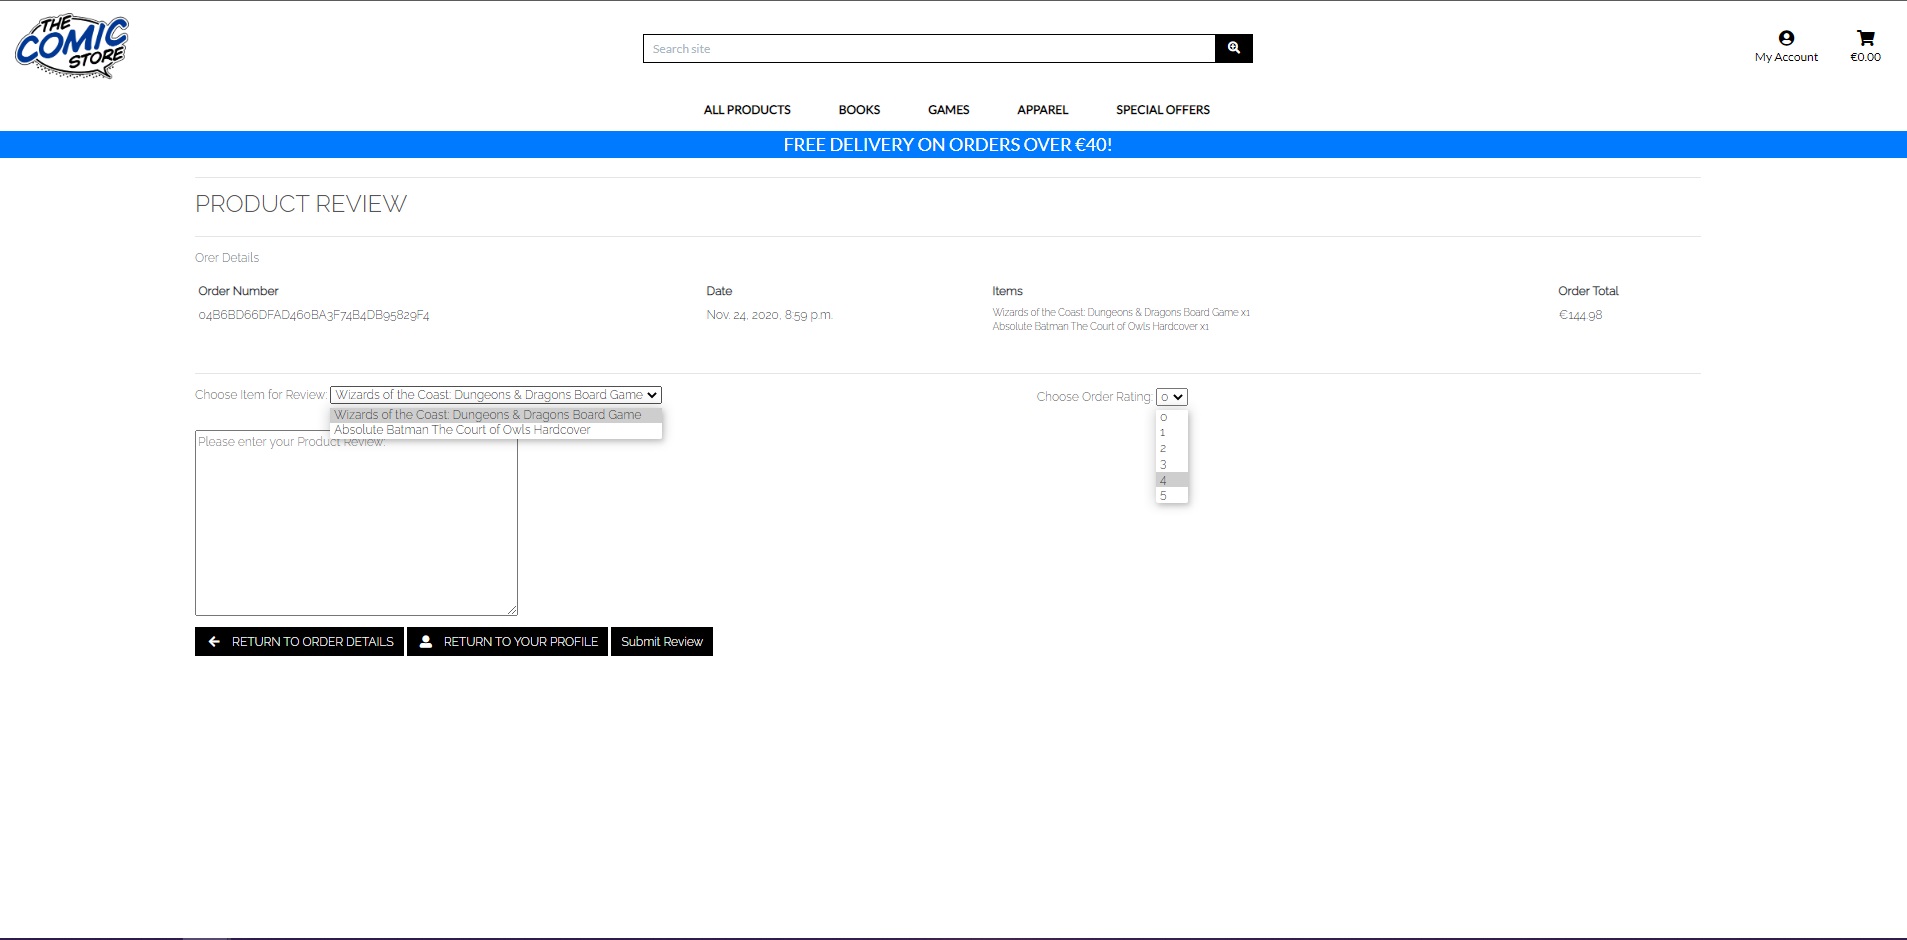 THE
COMIC
STORE
Search site
My Account
€0.00
ALL PRODUCTS
BOOKS
GAMES
APPAREL
SPECIAL OFFERS
FREE DELIVERY ON ORDERS OVER €40!
PRODUCT REVIEW
Orer Details
Order Number
Date
Items
Order Total
04B6BD66DFAD460BA3F74B4DB95829F4
Nov. 24, 2020, 8:59 p.m.
Wizards of the Coast: Dungeons & Dragons Board Game x1
Absolute Batman The Court of Owls Hardcover x1
€144.98
Choose Item for Review: Wizards of the Coast: Dungeons & Dragons Board Game
Wizards of the Coast: Dungeons & Dragons Board Game
Absolute Batman The Court of Owls Hardcover
Choose Order Rating: 0
0
1
2
3
4
5
Please enter your Product Review:
RETURN TO ORDER DETAILS
RETURN TO YOUR PROFILE
Submit Review